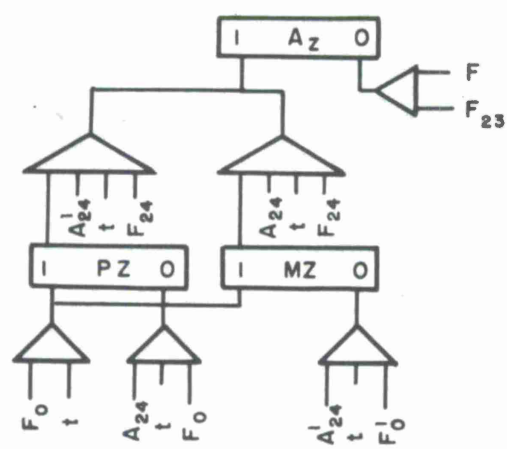 1 A_Z 0
F
F_23
A'_24 t F_24
A_24 t F_24
1 PZ 0
1 MZ 0
F_0 t
A_24 t F_0
A'_24 t F'_0